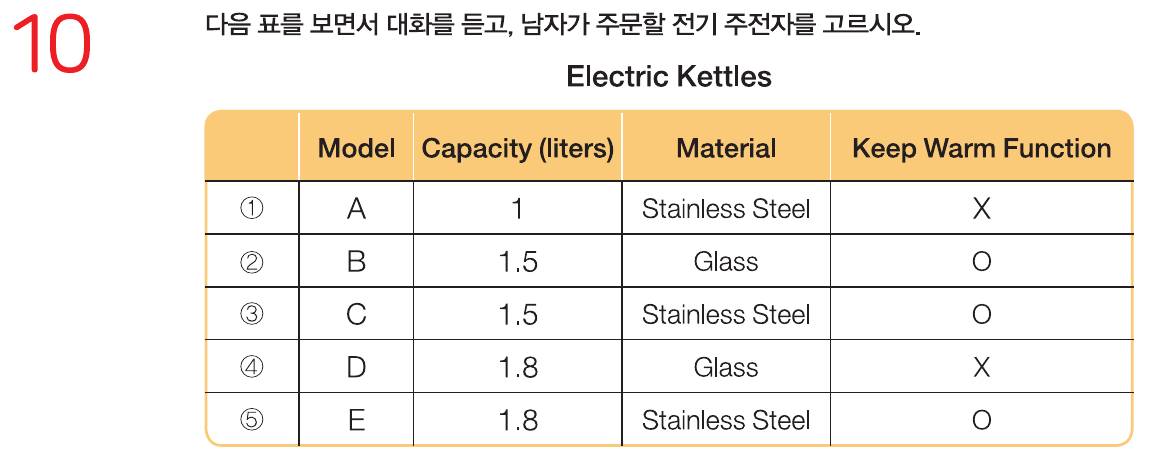 10
다음 표를 보면서 대화를 듣고, 남자가 주문할 전기 주전자를 고르시오.
Electric Kettles
Model Capacity (liters) Material Keep Warm Function
① A 1 Stainless Steel X
② B 1.5 Glass O
③ C 1.5 Stainless Steel O
④ D 1.8 Glass X
⑤ E 1.8 Stainless Steel O